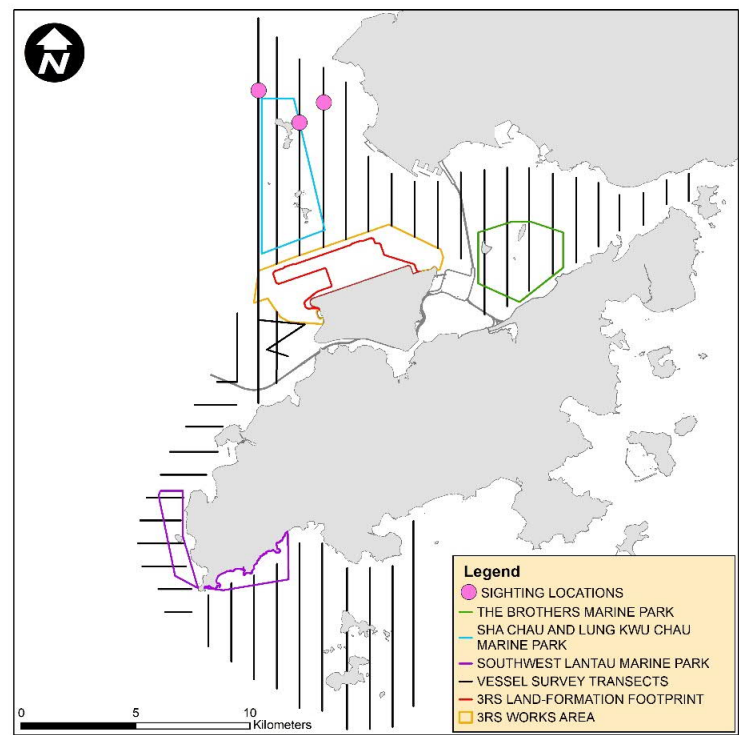 N
Legend
SIGHTING LOCATIONS
THE BROTHERS MARINE PARK
SHA CHAU AND LUNG KWU CHAU
MARINE PARK
SOUTHWEST LANTAU MARINE PARK
VESSEL SURVEY TRANSECTS
3RS LAND-FORMATION FOOTPRINT
3RS WORKS AREA
0 5 10
Kilometers